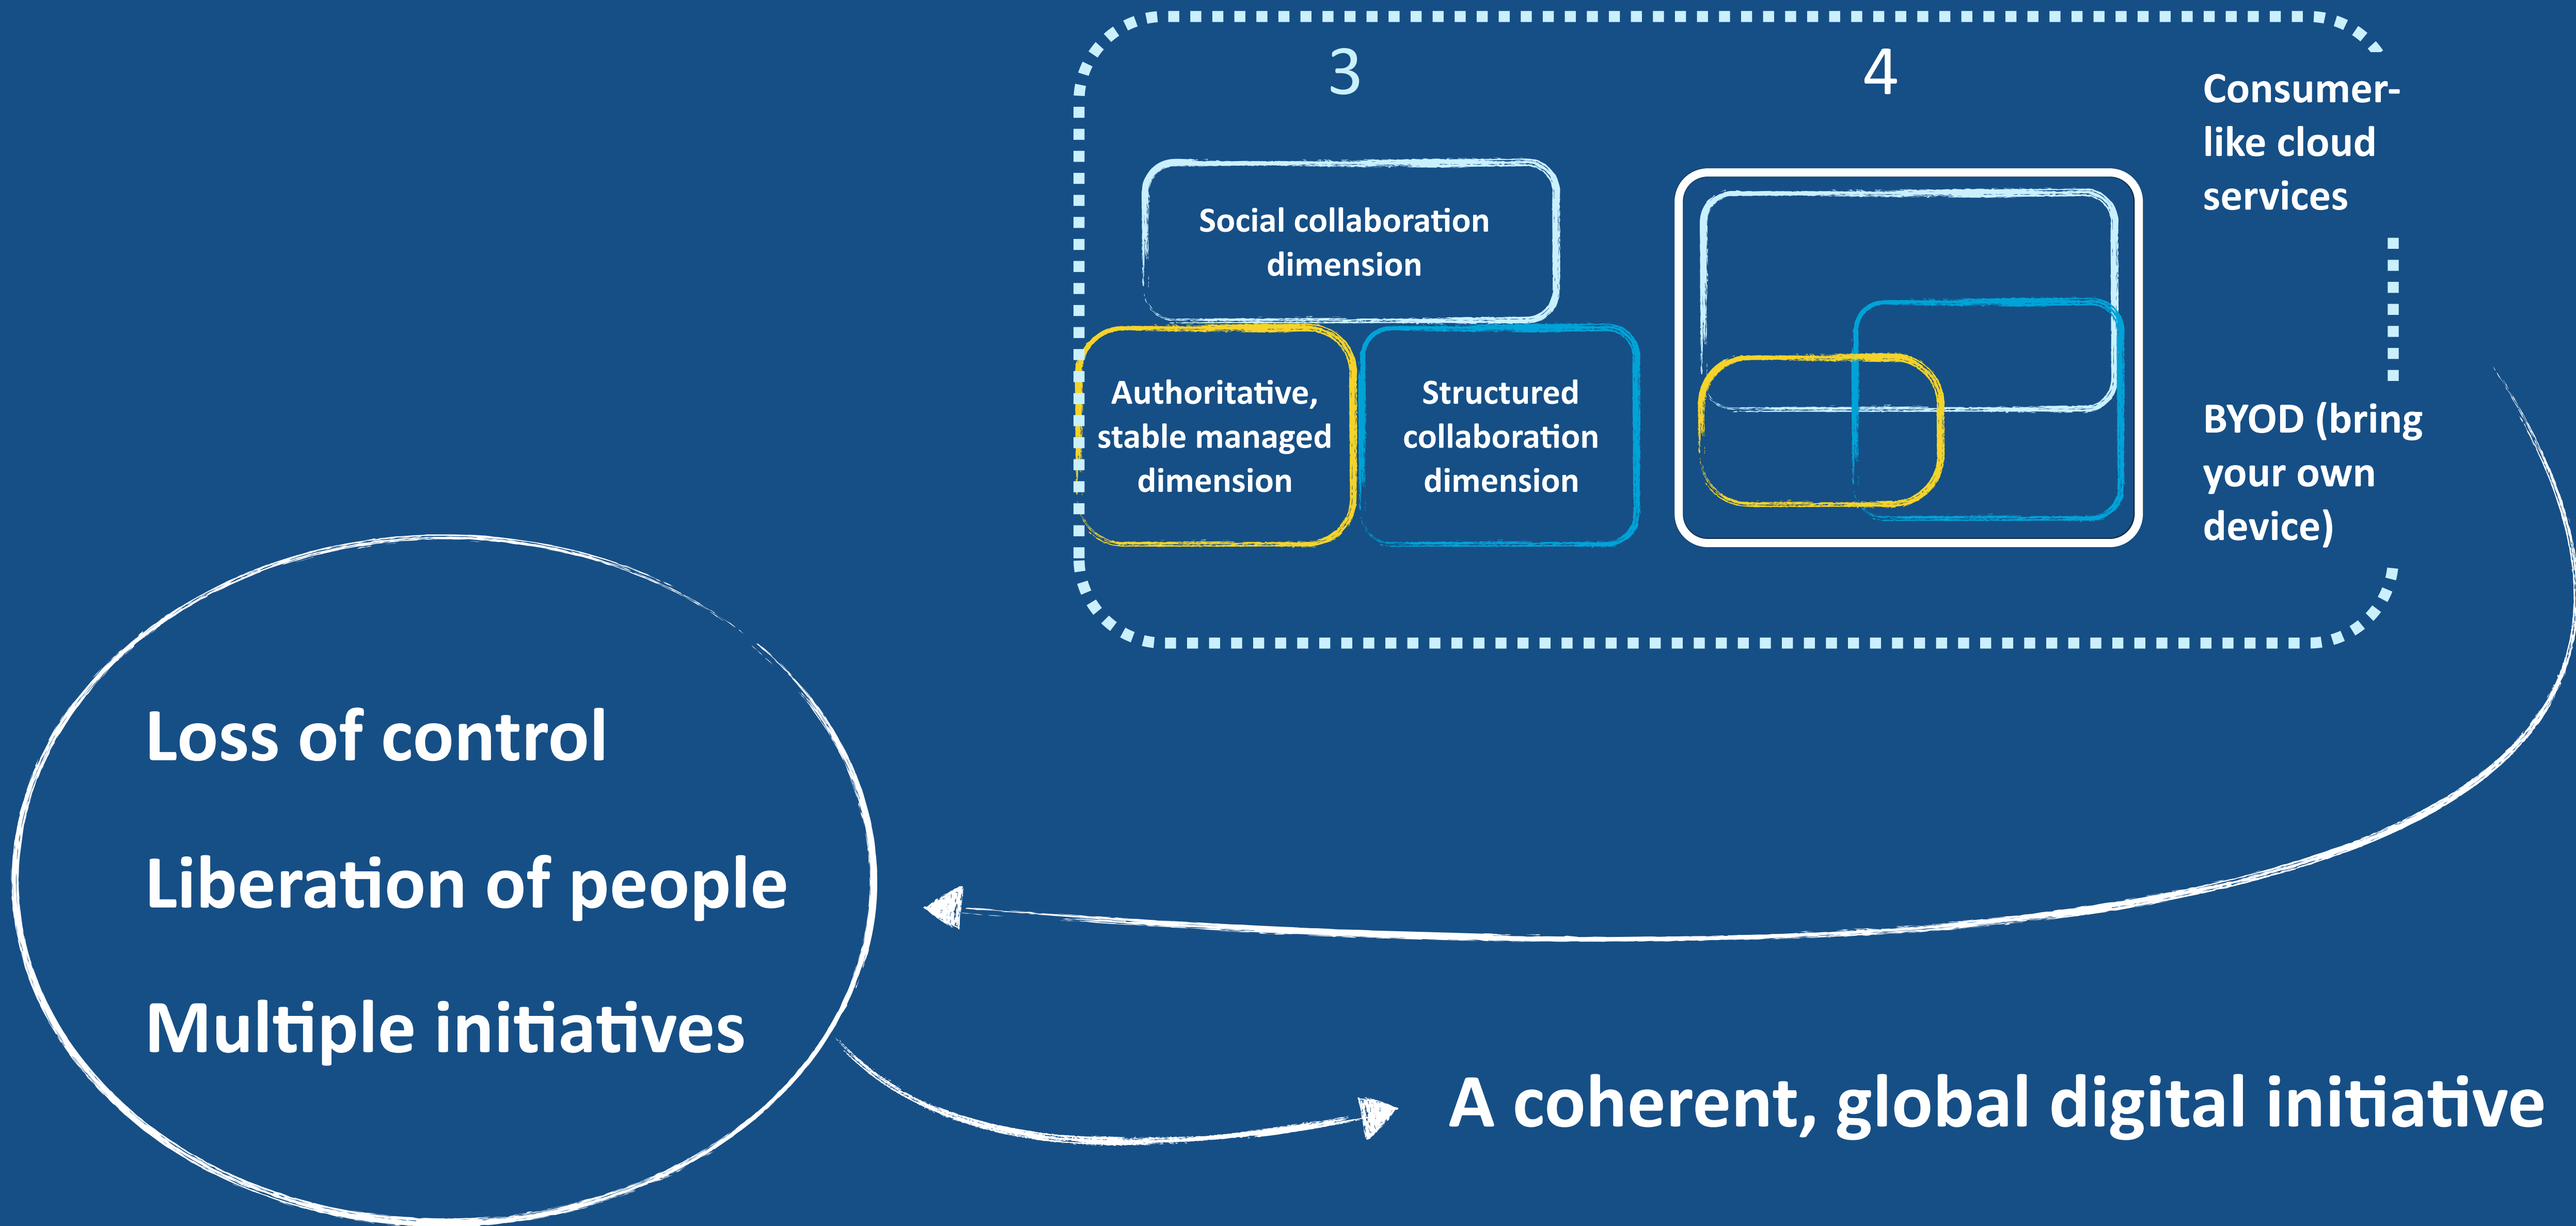 3
4
Consumer-
like cloud
services
Social collaboration
dimension
Authoritative,
stable managed
dimension
Structured
collaboration
dimension
BYOD (bring
your own
device)
Loss of control
Liberation of people
Multiple initiatives
A coherent, global digital initiative